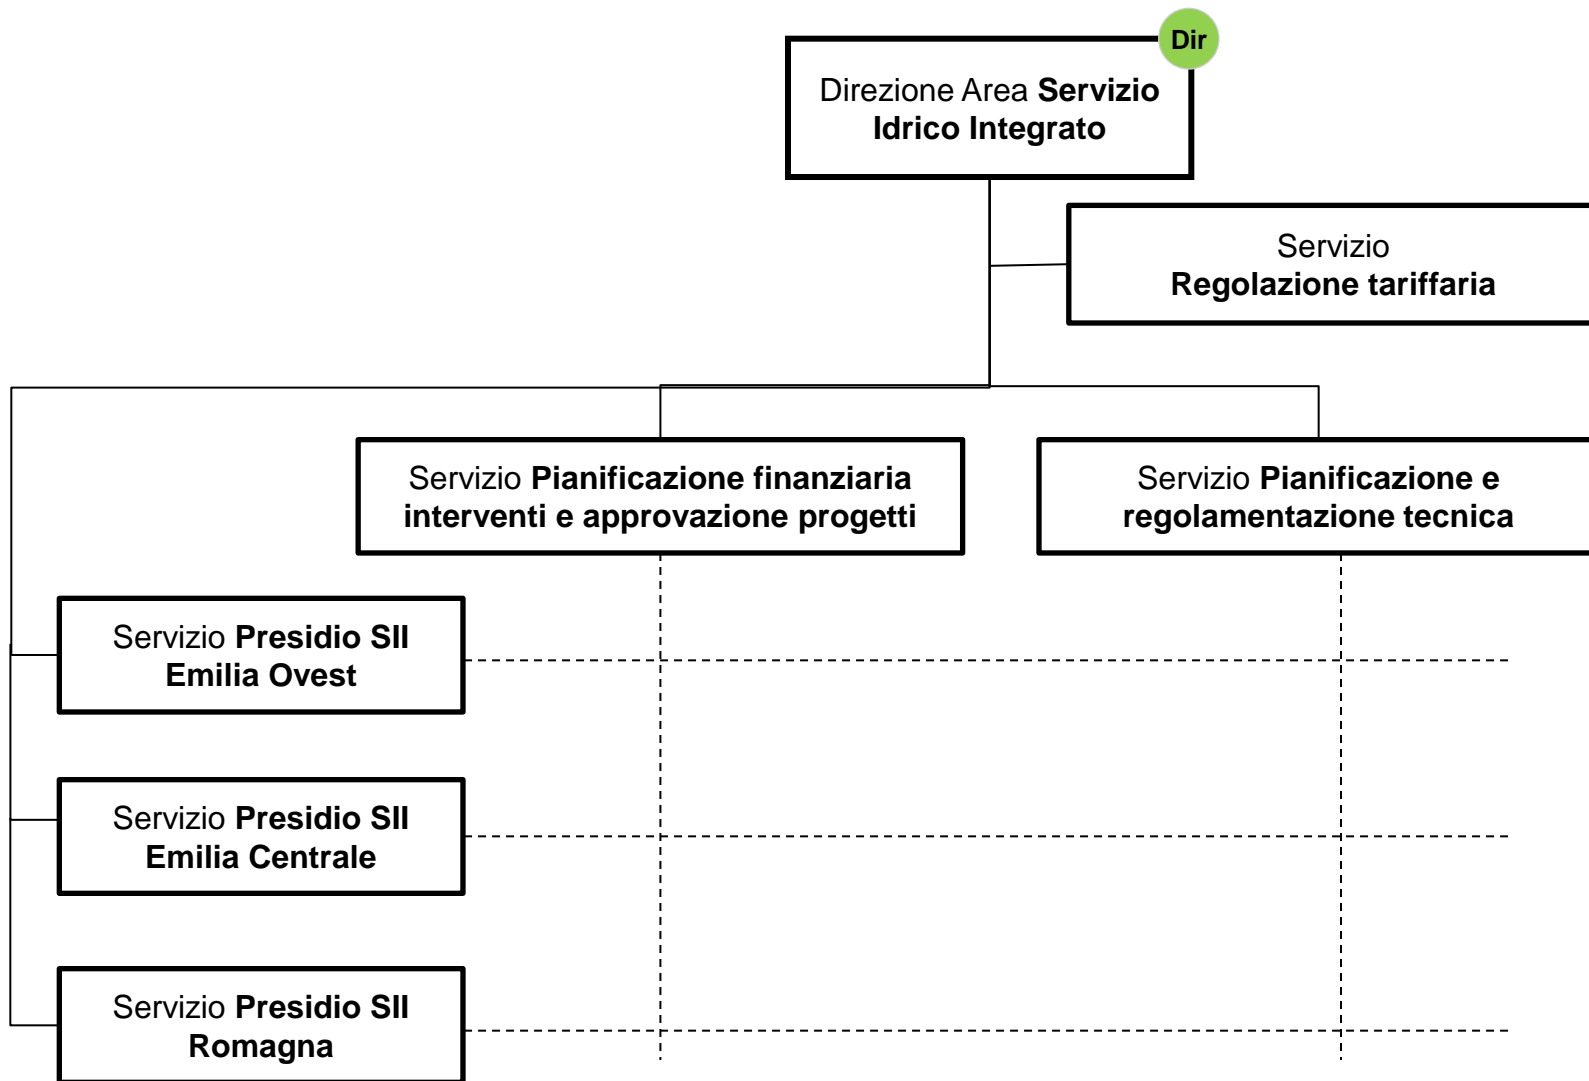 Dir
Direzione Area Servizio
Idrico Integrato
Servizio
Regolazione tariffaria
Servizio Pianificazione finanziaria
interventi e approvazione progetti
Servizio Pianificazione e
regolamentazione tecnica
Servizio Presidio SII
Emilia Ovest
Servizio Presidio SII
Emilia Centrale
Servizio Presidio SII
Romagna